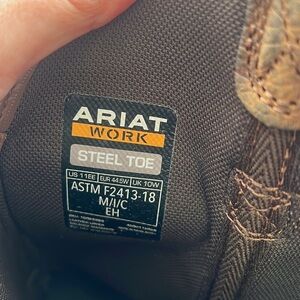 ARIAT
WORK
STEEL TOE
US 11EE EUR 44.5W UK 10W
ASTM F2413-18
M/I/C
EH